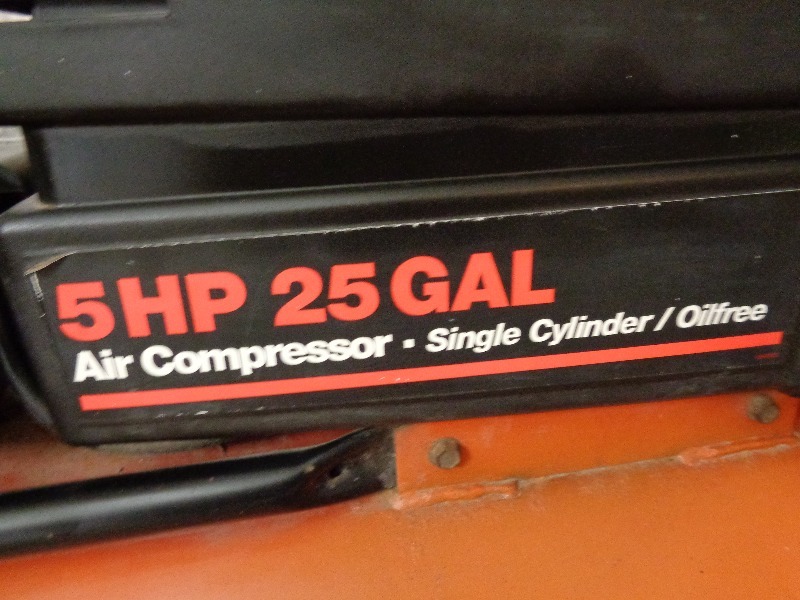 5HP 25GAL
Air Compressor · Single Cylinder / Oilfree